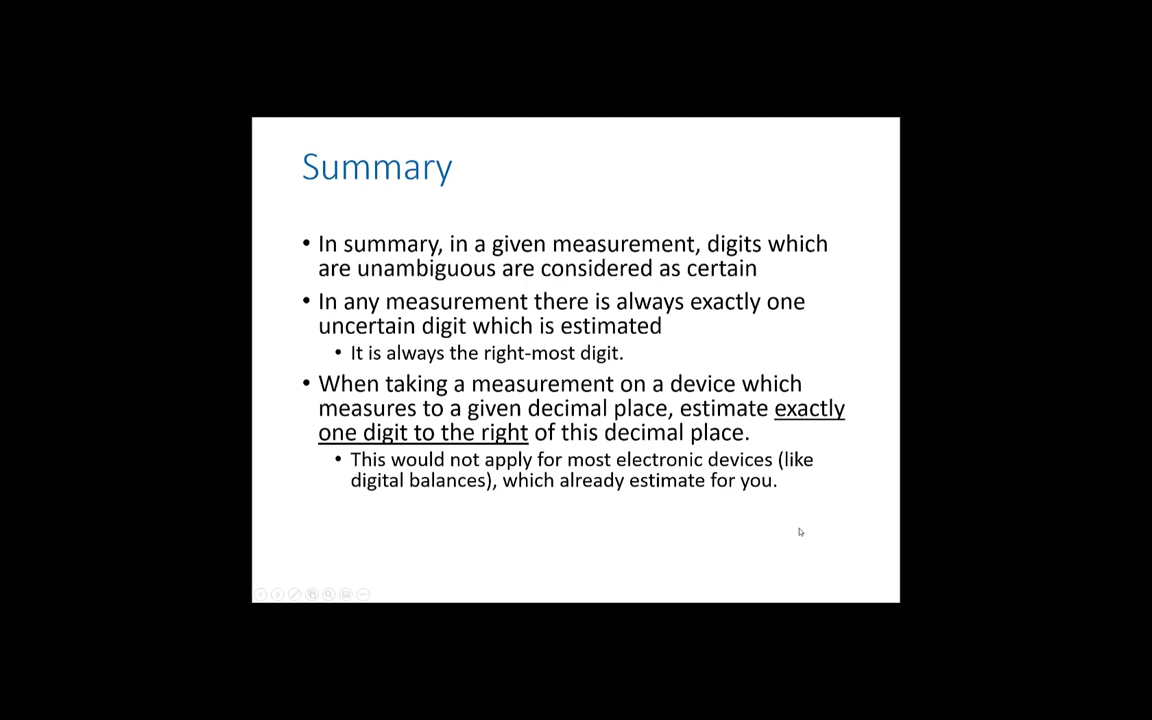 Summary
• In summary, in a given measurement, digits which
are unambiguous are considered as certain
• In any measurement there is always exactly one
uncertain digit which is estimated
• It is always the right-most digit.
• When taking a measurement on a device which
measures to a given decimal place, estimate exactly
one digit to the right of this decimal place.
• This would not apply for most electronic devices (like
digital balances), which already estimate for you.